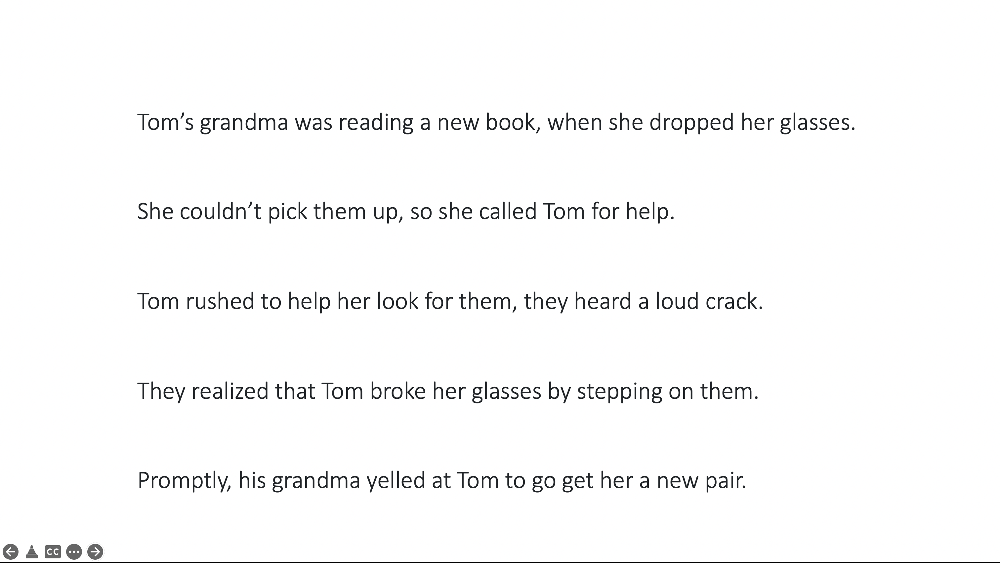 Tom’s grandma was reading a new book, when she dropped her glasses.
She couldn’t pick them up, so she called Tom for help.
Tom rushed to help her look for them, they heard a loud crack.
They realized that Tom broke her glasses by stepping on them.
Promptly, his grandma yelled at Tom to go get her a new pair.
CC